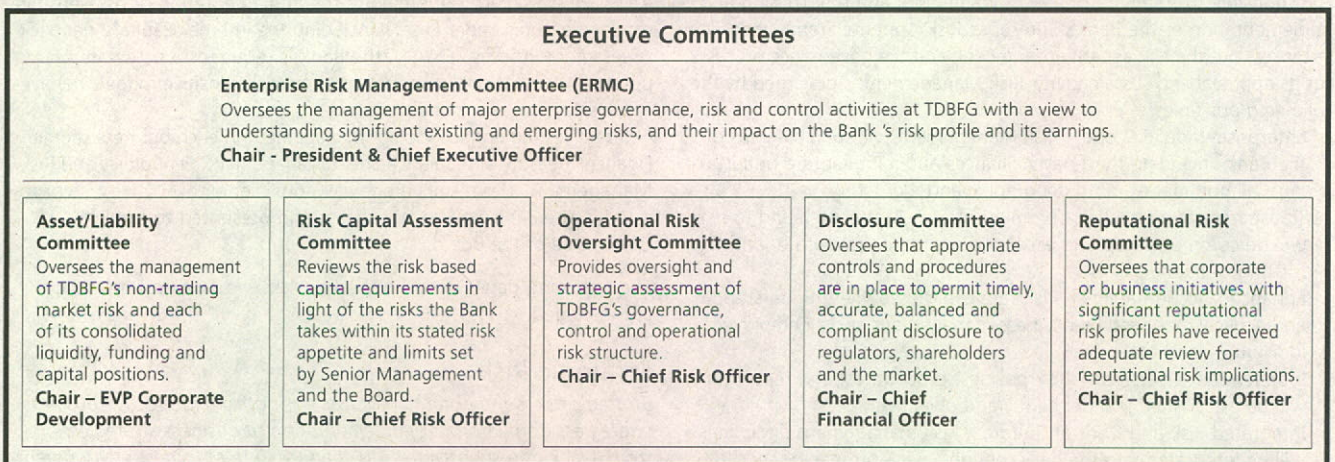 Executive Committees
Enterprise Risk Management Committee (ERMC)
Oversees the management of major enterprise governance, risk and control activities at TDBFG with a view to
understanding significant existing and emerging risks, and their impact on the Bank 's risk profile and its earnings.
Chair - President & Chief Executive Officer
Asset/Liability
Committee
Oversees the management
of TDBFG's non-trading
market risk and each
of its consolidated
liquidity, funding and
capital positions.
Chair – EVP Corporate
Development
Risk Capital Assessment
Committee
Reviews the risk based
capital requirements in
light of the risks the Bank
takes within its stated risk
appetite and limits set
by Senior Management
and the Board.
Chair – Chief Risk Officer
Operational Risk
Oversight Committee
Provides oversight and
strategic assessment of
TDBFG's governance,
control and operational
risk structure.
Chair – Chief Risk Officer
Disclosure Committee
Oversees that appropriate
controls and procedures
are in place to permit timely,
accurate, balanced and
compliant disclosure to
regulators, shareholders
and the market.
Chair – Chief
Financial Officer
Reputational Risk
Committee
Oversees that corporate
or business initiatives with
significant reputational
risk profiles have received
adequate review for
reputational risk implications.
Chair – Chief Risk Officer